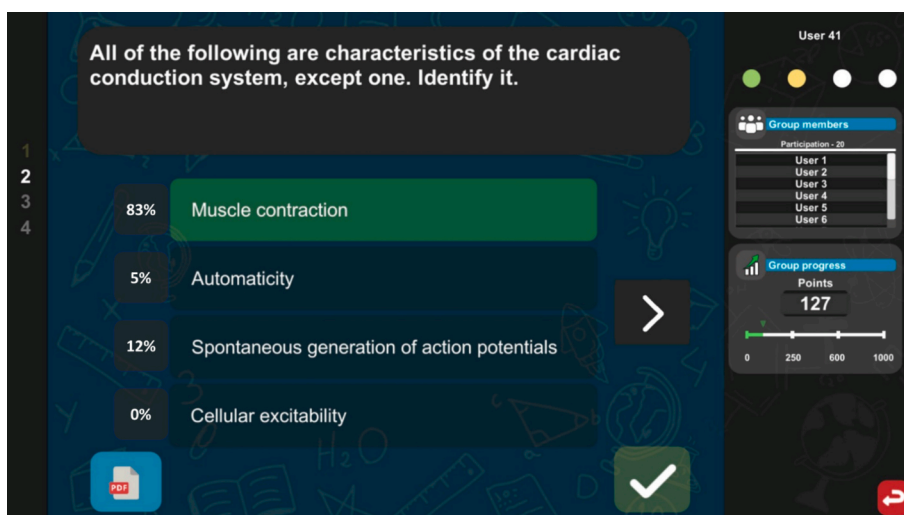 All of the following are characteristics of the cardiac
conduction system, except one. Identify it.
1
2
3
4
83%
Muscle contraction
5%
Automaticity
12%
Spontaneous generation of action potentials
0%
Cellular excitability
PDF
H2O
User 41
Group members
Participation - 20
User 1
User 2
User 3
User 4
User 5
User 6
Group progress
Points
127
0 250 600 1000